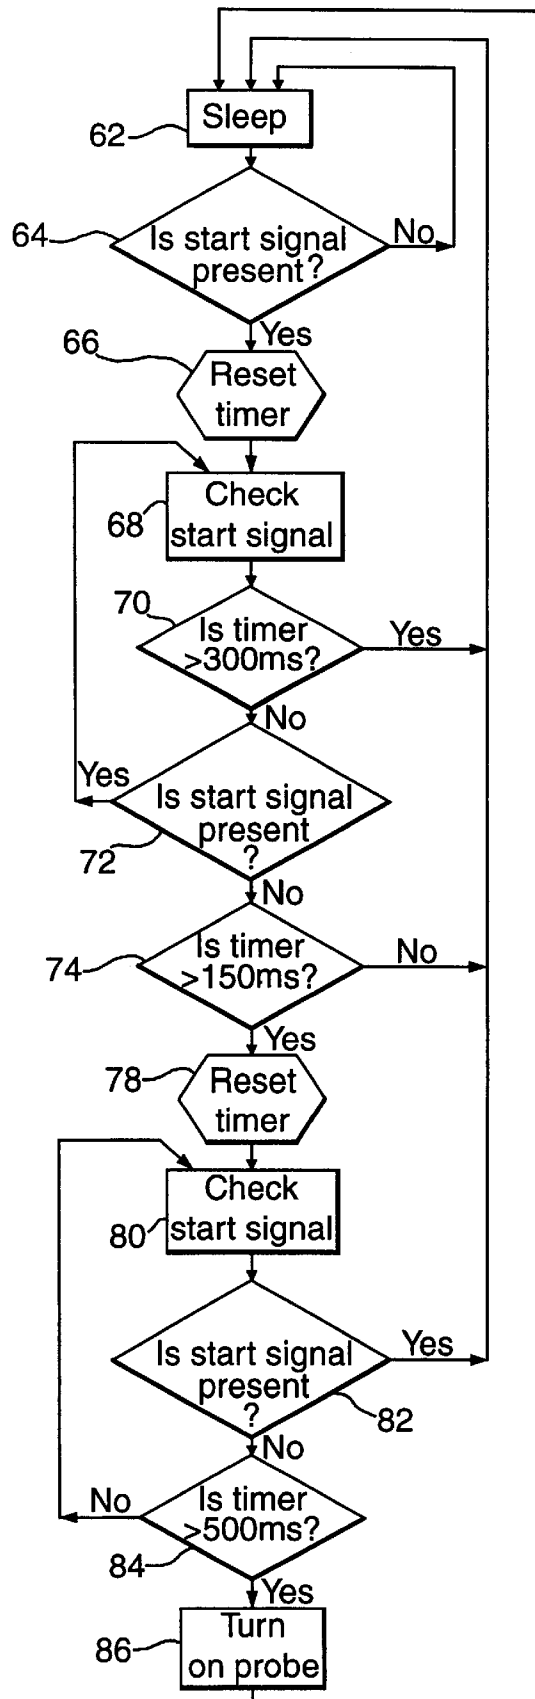 Sleep
62
64
Is start signal
present?
No
Yes
66
Reset
timer
Check
68
start signal
70
Is timer
>300ms?
Yes
No
Yes
Is start signal
present
?
72
No
74
Is timer
>150ms?
No
Yes
78
Reset
timer
Check
80
start signal
Is start signal
present
?
Yes
82
No
No
Is timer
>500ms?
84
Yes
86
Turn
on probe